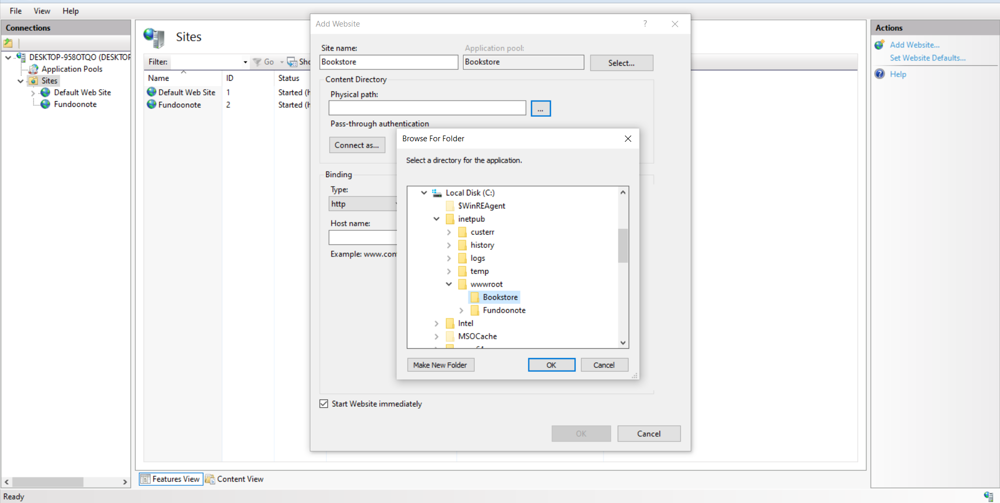 File View Help
Connections
DESKTOP-958OTQO (DESKTOP
Application Pools
Sites
Default Web Site
Fundoonote
Sites
Filter:
Go
Sho
Name ID Status
Default Web Site 1 Started (h
Fundoonote 2 Started (h
Add Website
?
Site name:
Bookstore
Application pool:
Bookstore
Select...
Content Directory
Physical path:
...
Pass-through authentication
Connect as...
Binding
Type:
http
Host name:
Example: www.cont
Browse For Folder
Select a directory for the application.
Local Disk (C:)
$WinREAgent
inetpub
custerr
history
logs
temp
wwwroot
Bookstore
Fundoonote
Intel
MSOCache
Make New Folder
OK
Cancel
Start Website immediately
OK
Cancel
Features View
Content View
Actions
Add Website...
Set Website Defaults...
Help
Ready